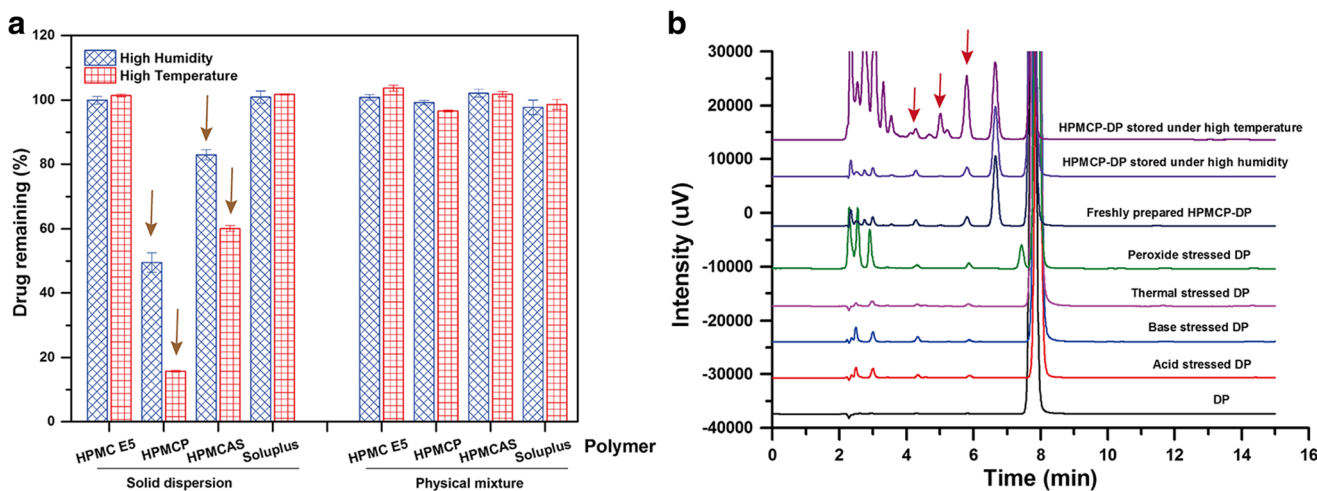 a
120
100
80
60
40
20
0
Drug remaining (%)
High Humidity
High Temperature
HPMC E5
HPMCP
HPMCAS
Soluplus
HPMC E5
HPMCP
HPMCAS
Soluplus
Polymer
Solid dispersion
Physical mixture
b
30000
20000
10000
0
-10000
-20000
-30000
-40000
Intensity (uV)
HPMCP-DP stored under high temperature
HPMCP-DP stored under high humidity
Freshly prepared HPMCP-DP
Peroxide stressed DP
Thermal stressed DP
Base stressed DP
Acid stressed DP
DP
0 2 4 6 8 10 12 14 16
Time (min)